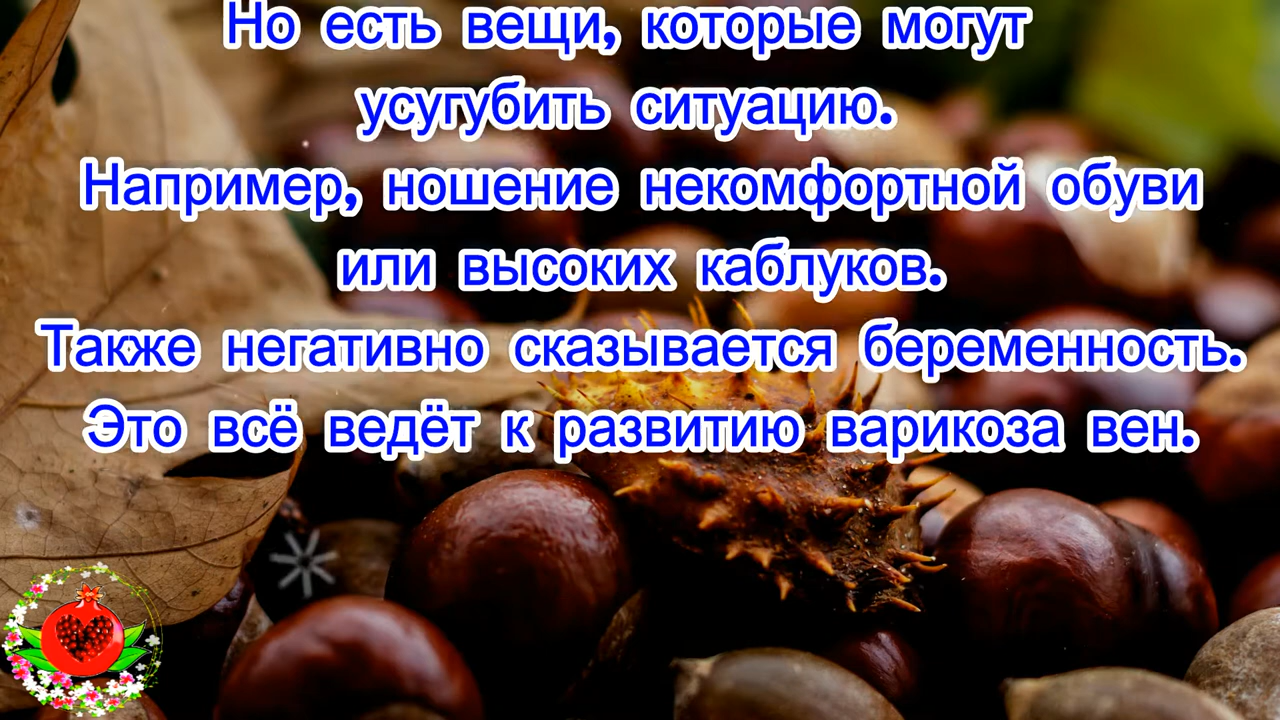 Но есть вещи, которые могут
усугубить ситуацию.
Например, ношение некомфортной обуви
или высоких каблуков.
Также негативно сказывается беременность.
Это всё ведёт к развитию варикоза вен.